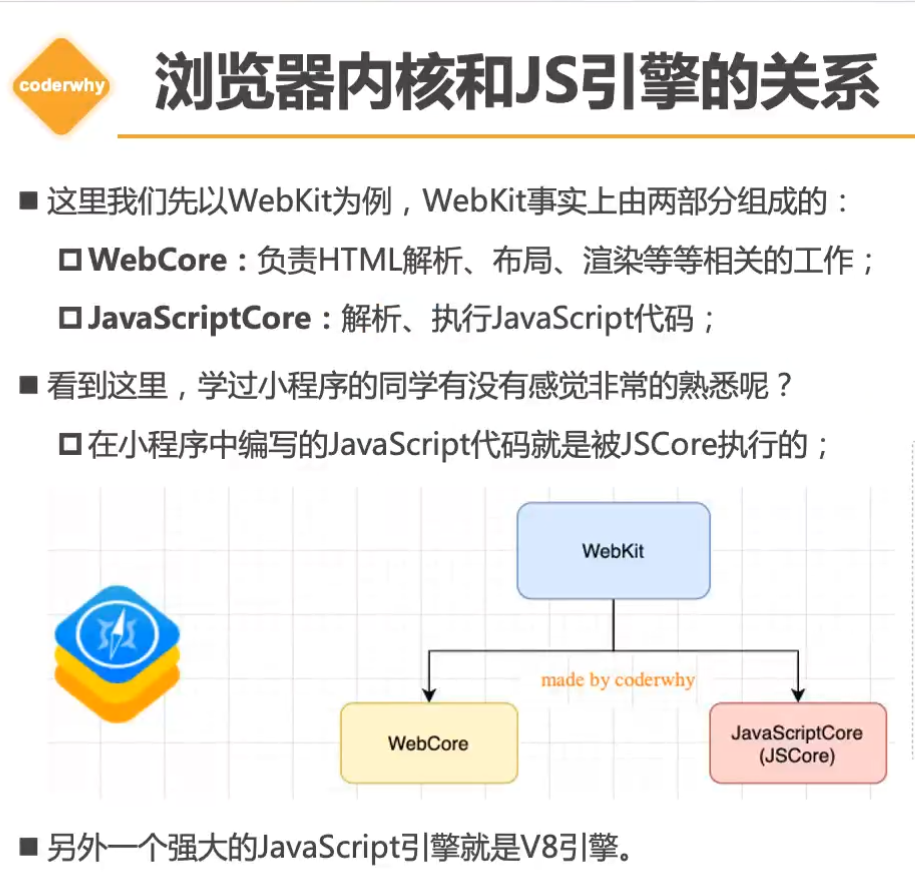 coderwhy
浏览器内核和JS引擎的关系
■ 这里我们先以WebKit为例，WebKit事实上由两部分组成的：
WebCore：负责HTML解析、布局、渲染等等相关的工作；
JavaScriptCore：解析、执行JavaScript代码；
■ 看到这里，学过小程序的同学有没有感觉非常的熟悉呢？
在小程序中编写的JavaScript代码就是被JSCore执行的；
WebKit
made by coderwhy
WebCore
JavaScriptCore
(JSCore)
■ 另外一个强大的JavaScript引擎就是V8引擎。